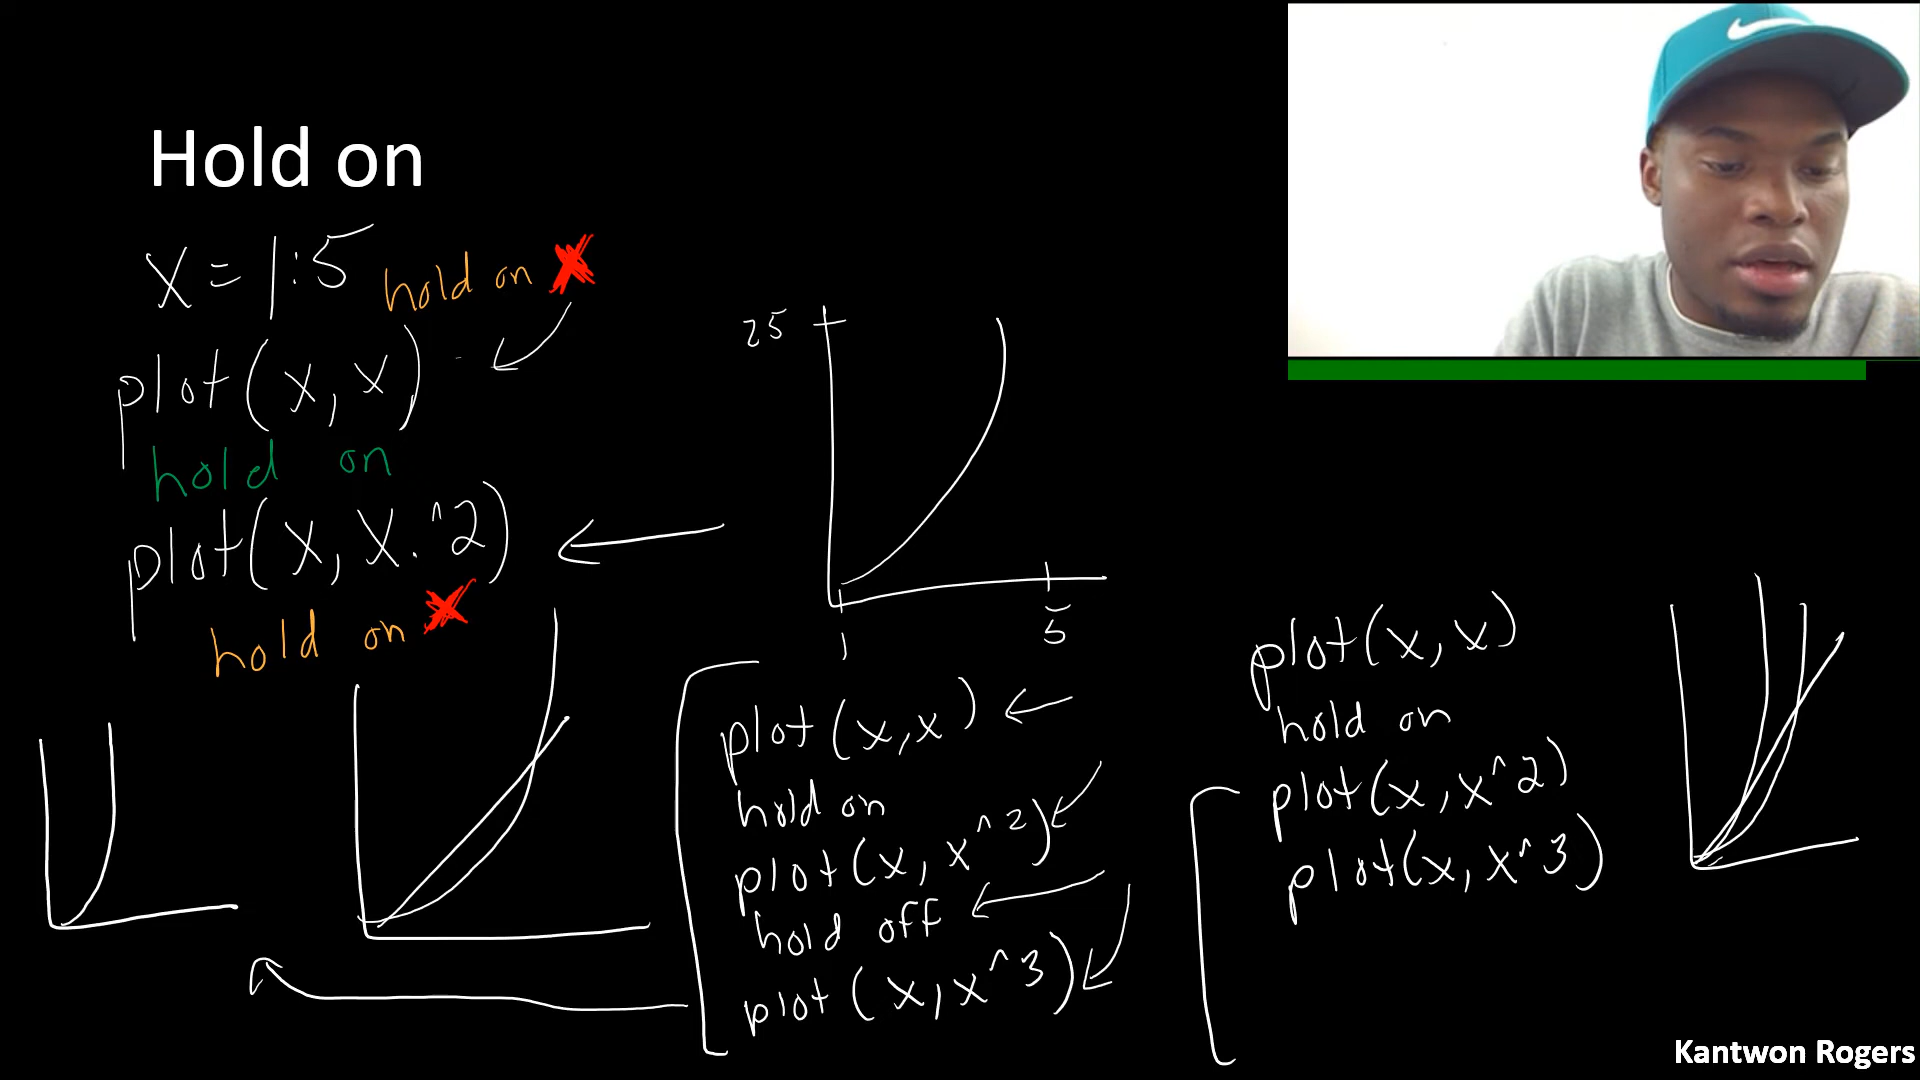 Hold on
x = 1:5 hold on
plot(x, x)
hold on
plot(x, x.^2)
hold on
25
1
5
plot(x,x)
hold on
plot(x, x^2)
hold off
plot(x,x^3)
plot(x,x)
hold on
plot(x,x^2)
plot(x,x^3)
Kantwon Rogers